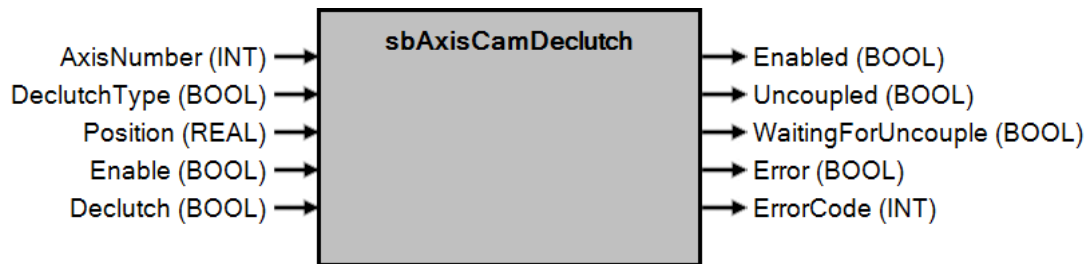 sbAxisCamDeclutch
AxisNumber (INT)
DeclutchType (BOOL)
Position (REAL)
Enable (BOOL)
Declutch (BOOL)
Enabled (BOOL)
Uncoupled (BOOL)
WaitingForUncouple (BOOL)
Error (BOOL)
ErrorCode (INT)